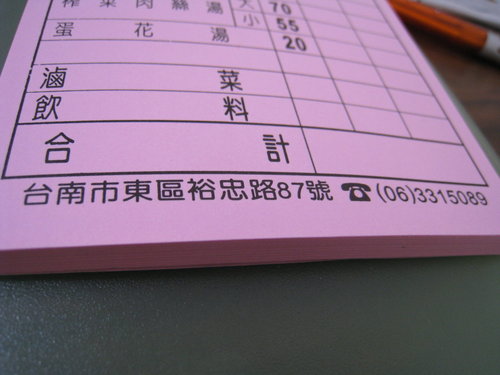 榨菜肉絲湯 大 70
小 55
蛋花湯 20
滷菜
飲料
合計
台南市東區裕忠路87號 ☎(06)3315089